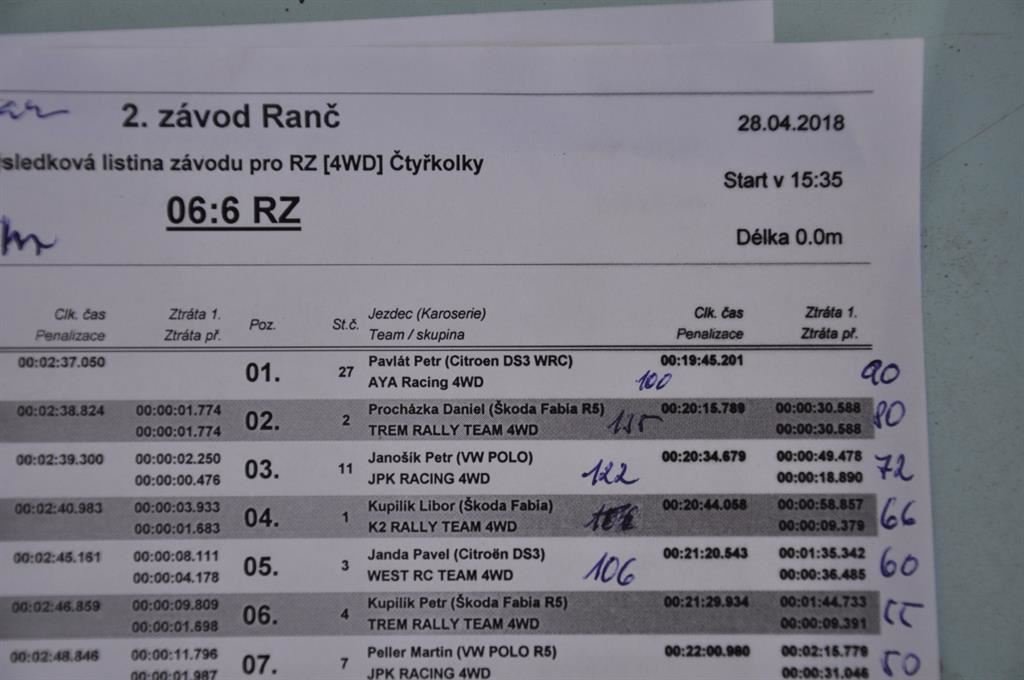 2. závod Ranč
28.04.2018
sledková listina závodu pro RZ [4WD] Čtyřkolky
Start v 15:35
06:6 RZ
Délka 0.0m
Clk. čas Ztráta 1. Poz. St.č. Jezdec (Karoserie) Clk. čas Ztráta 1.
Penalizace Ztráta př. Team / skupina Penalizace Ztráta př.
00:02:37.050 01. 27 Pavlát Petr (Citroen DS3 WRC) 00:19:45.201
AYA Racing 4WD 100 90
00:02:38.824 00:00:01.774 02. 2 Procházka Daniel (Škoda Fabia R5) 00:20:15.789 00:00:30.588 80
00:00:01.774 TREM RALLY TEAM 4WD 00:00:30.588
00:02:39.300 00:00:02.250 03. 11 Janošík Petr (VW POLO) 00:20:34.679 00:00:49.478 72
00:00:00.476 JPK RACING 4WD 122 00:00:18.890
00:02:40.983 00:00:03.933 04. 1 Kupilík Libor (Škoda Fabia) 00:20:44.058 00:00:58.857 66
00:00:01.683 K2 RALLY TEAM 4WD 00:00:09.379
00:02:45.161 00:00:08.111 05. 3 Janda Pavel (Citroën DS3) 00:21:20.543 00:01:35.342 60
00:00:04.178 WEST RC TEAM 4WD 106 00:00:36.485
00:02:46.859 00:00:09.809 06. 4 Kupilík Petr (Škoda Fabia R5) 00:21:29.934 00:01:44.733 55
00:00:01.698 TREM RALLY TEAM 4WD 00:00:09.391
00:02:48.846 00:00:11.796 07. 7 Peller Martin (VW POLO R5) 00:22:00.980 00:02:15.779 50
00:00:01.987 JPK RACING 4WD 00:00:31.046